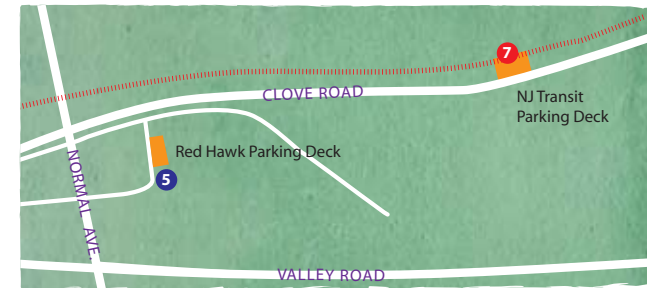 7
CLOVE ROAD
NJ Transit
Parking Deck
Red Hawk Parking Deck
5
NORMAL AVE.
VALLEY ROAD